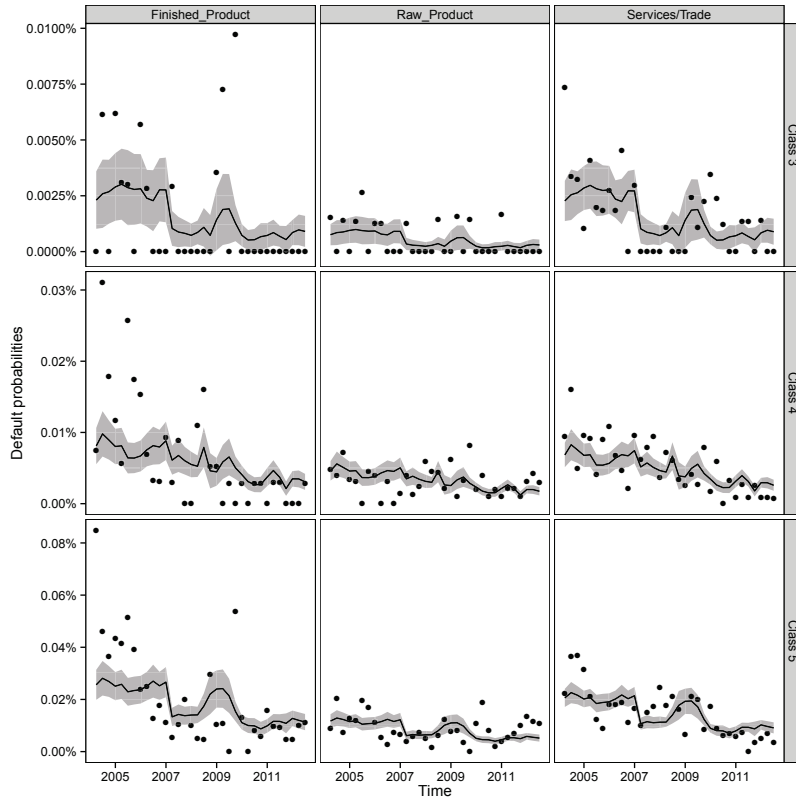 Finished_Product
Raw_Product
Services/Trade
0.0100%
0.0075%
0.0050%
0.0025%
0.0000%
Class 3
0.03%
0.02%
0.01%
0.00%
Class 4
0.08%
0.06%
0.04%
0.02%
0.00%
Class 5
Default probabilities
2005 2007 2009 2011
2005 2007 2009 2011
2005 2007 2009 2011
Time